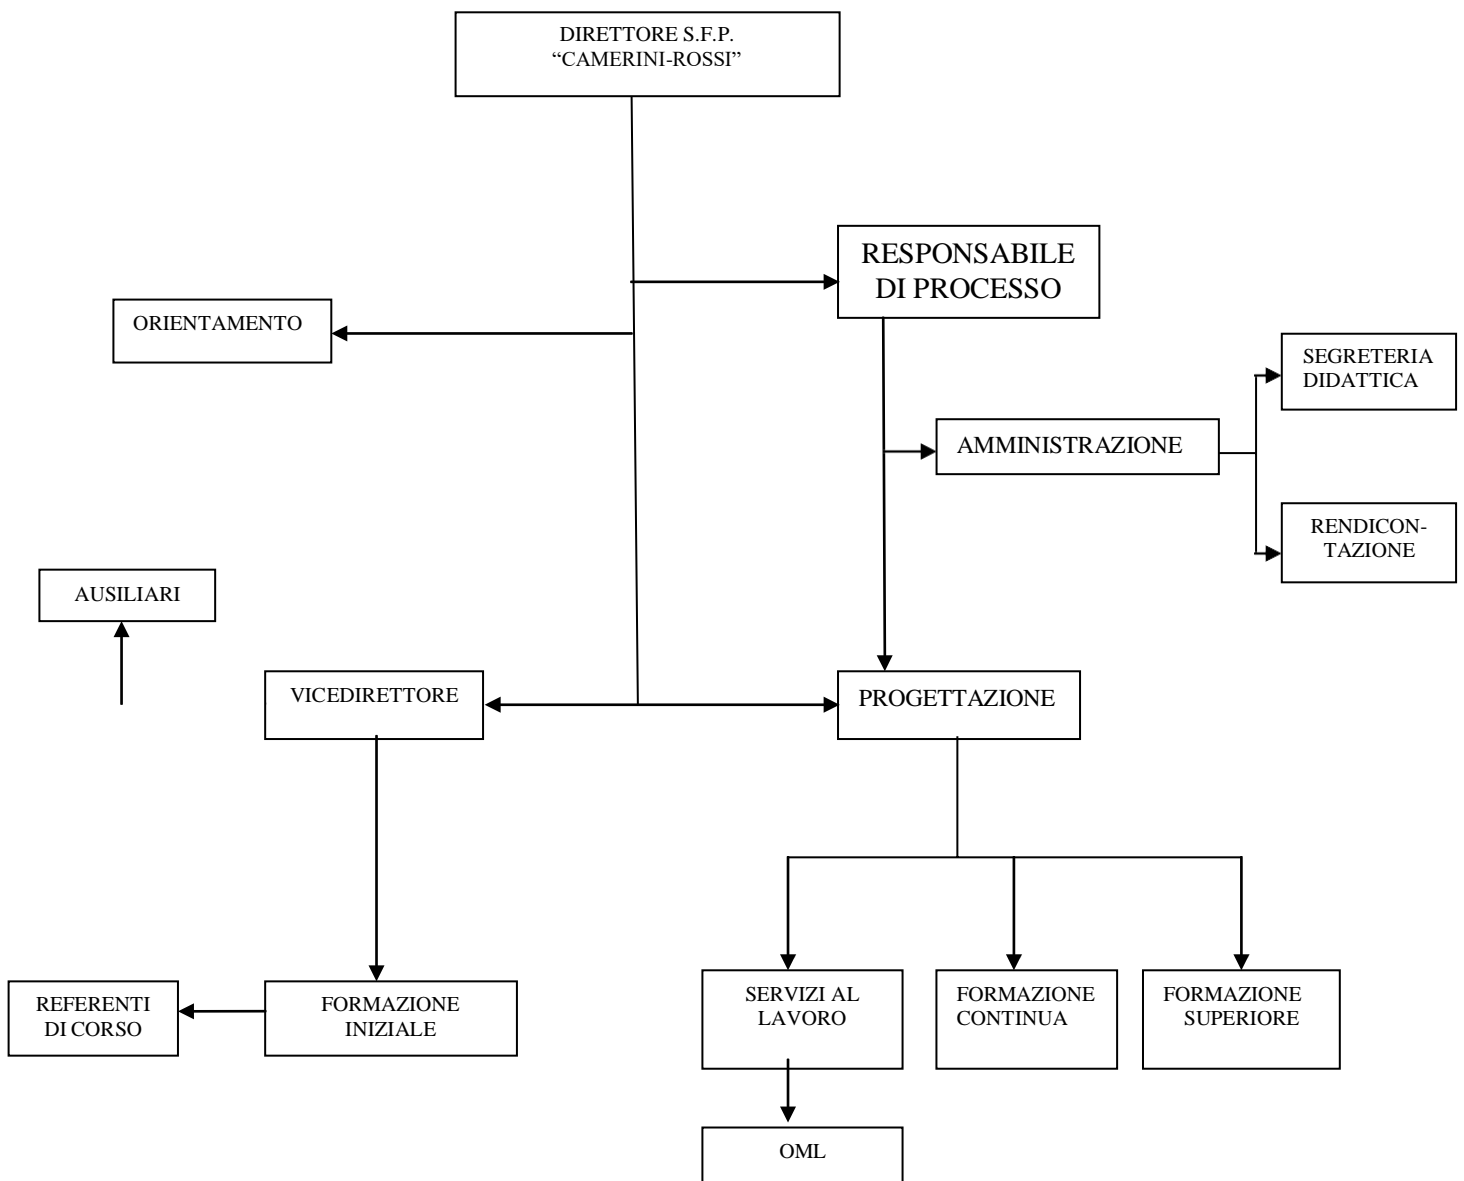 DIRETTORE S.F.P.
“CAMERINI-ROSSI”
RESPONSABILE
DI PROCESSO
ORIENTAMENTO
SEGRETERIA
DIDATTICA
AMMINISTRAZIONE
RENDICON-
TAZIONE
AUSILIARI
VICEDIRETTORE
PROGETTAZIONE
REFERENTI
DI CORSO
FORMAZIONE
INIZIALE
SERVIZI AL
LAVORO
FORMAZIONE
CONTINUA
FORMAZIONE
SUPERIORE
OML